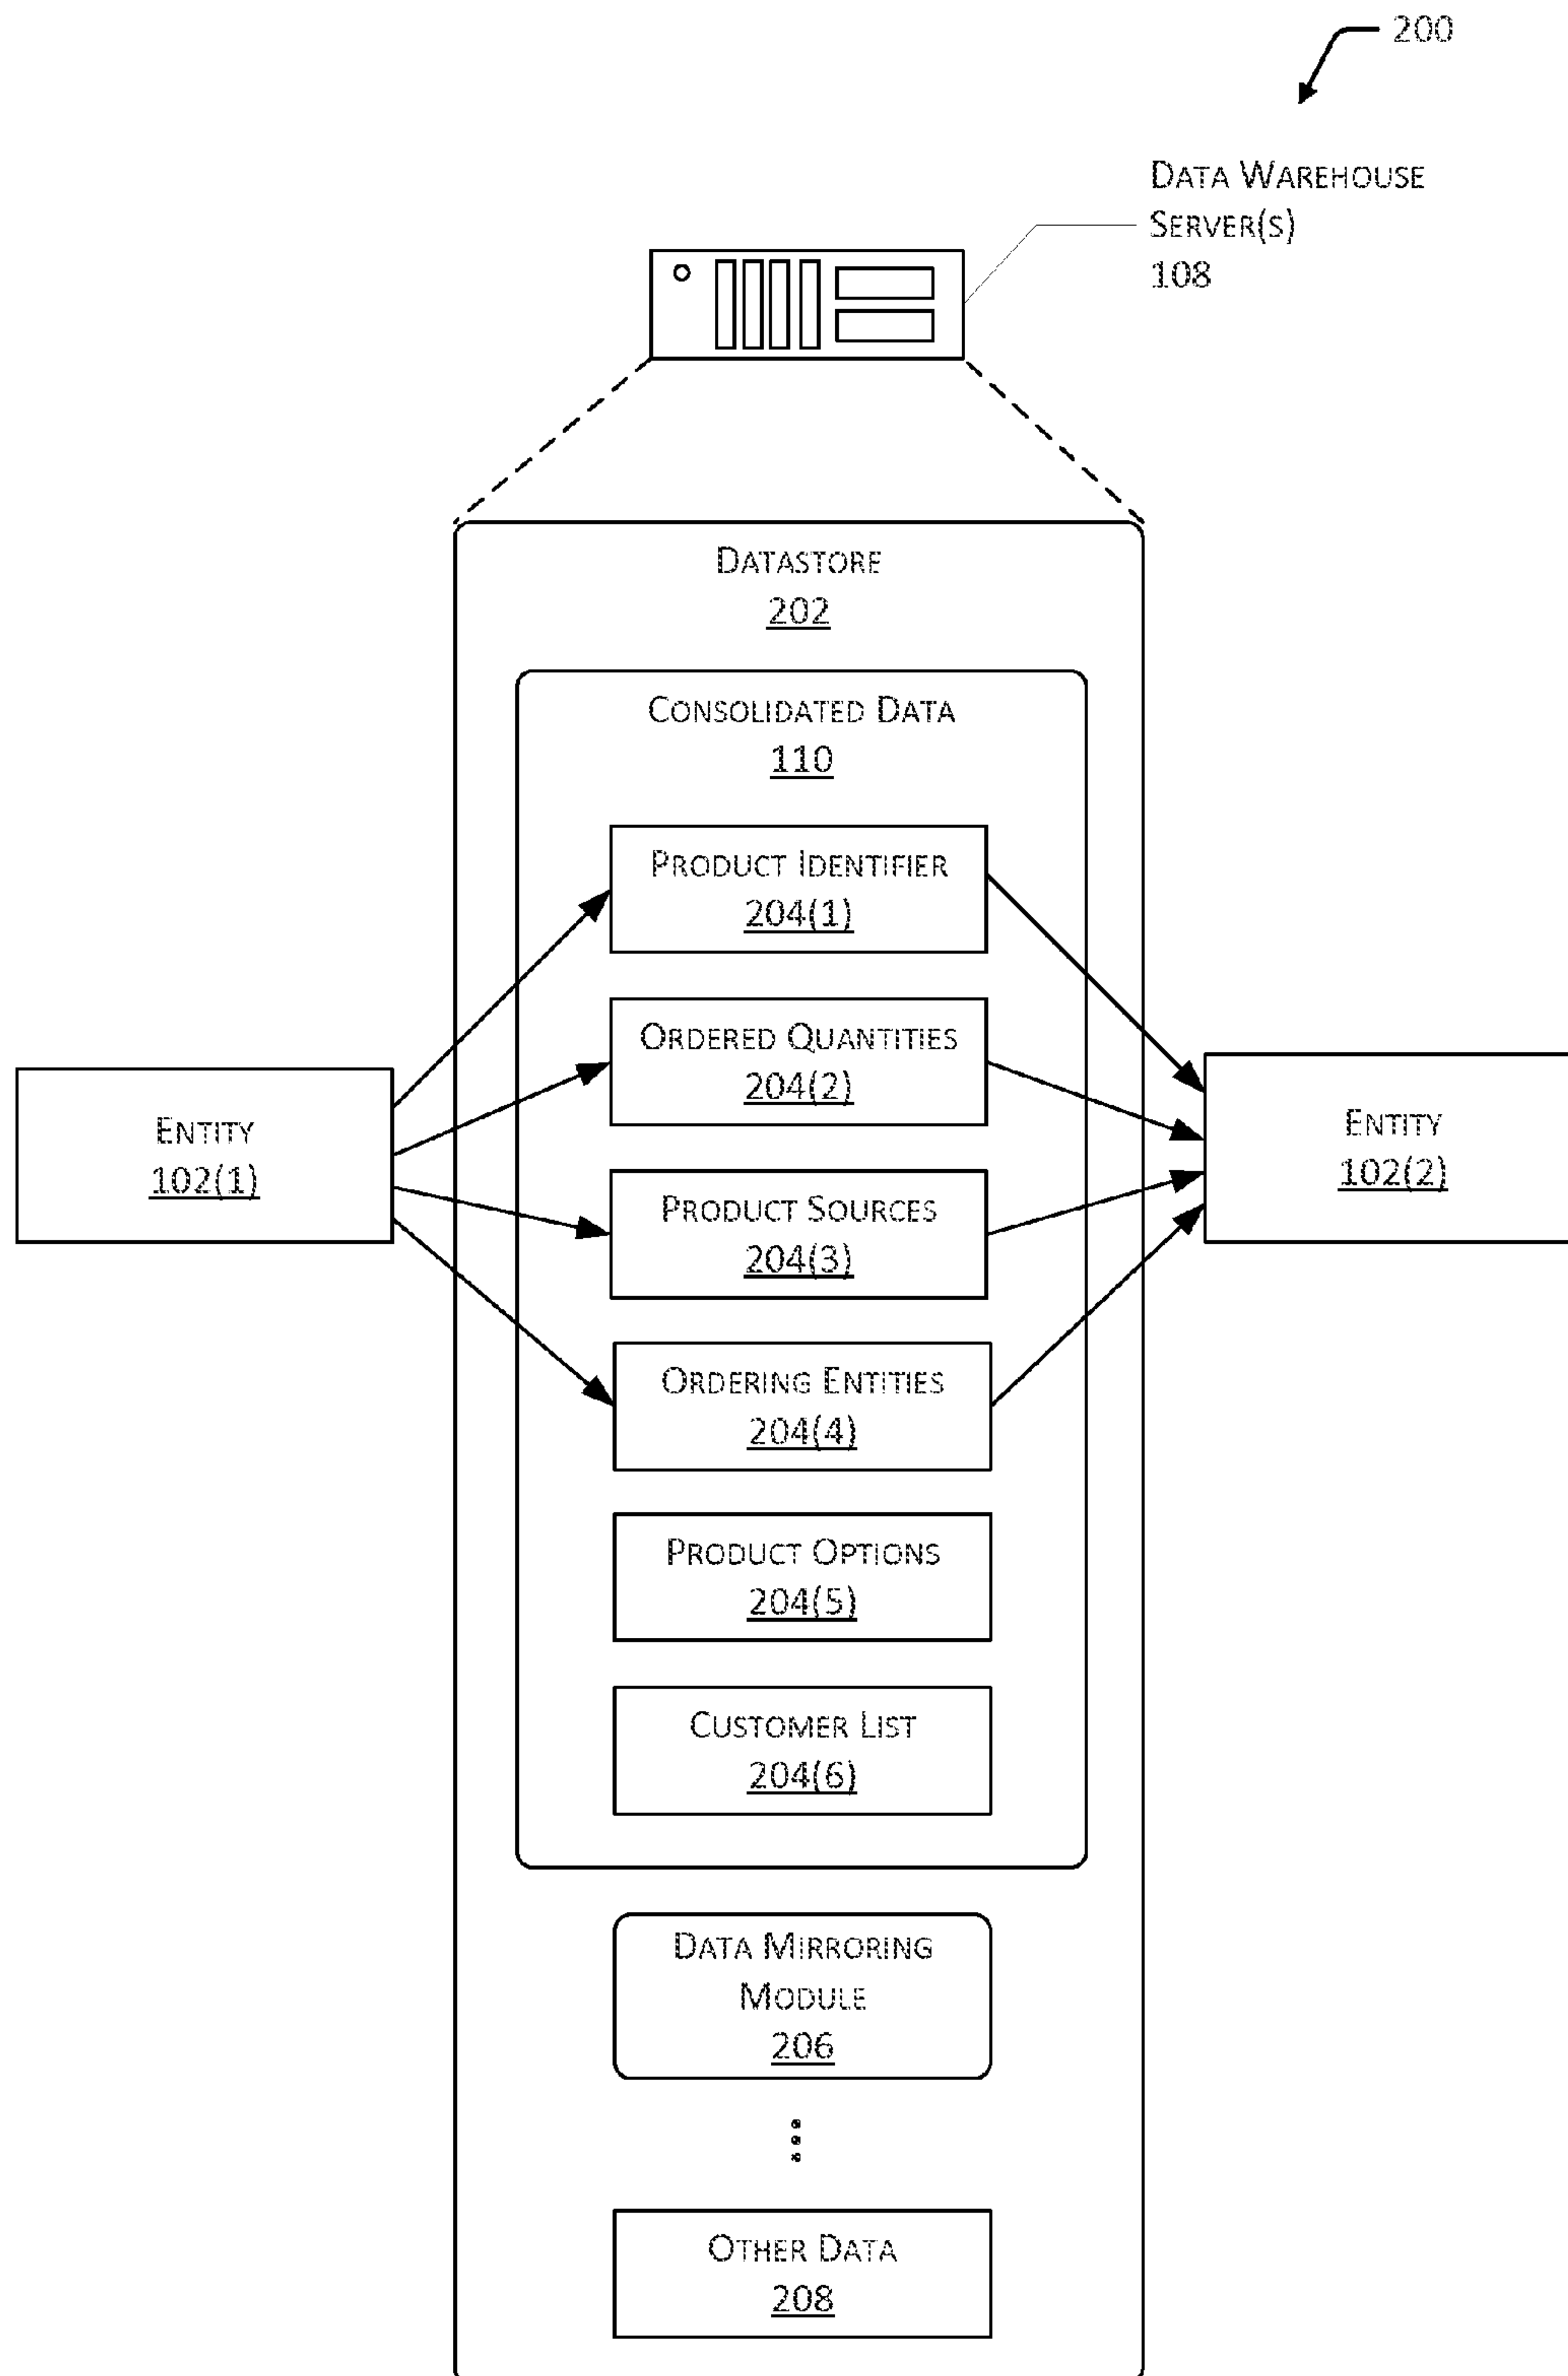 200
DATA WAREHOUSE
SERVER(S)
108
DATASTORE
202
CONSOLIDATED DATA
110
PRODUCT IDENTIFIER
204(1)
ORDERED QUANTITIES
204(2)
ENTITY
102(1)
ENTITY
102(2)
PRODUCT SOURCES
204(3)
ORDERING ENTITIES
204(4)
PRODUCT OPTIONS
204(5)
CUSTOMER LIST
204(6)
DATA MIRRORING
MODULE
206
OTHER DATA
208